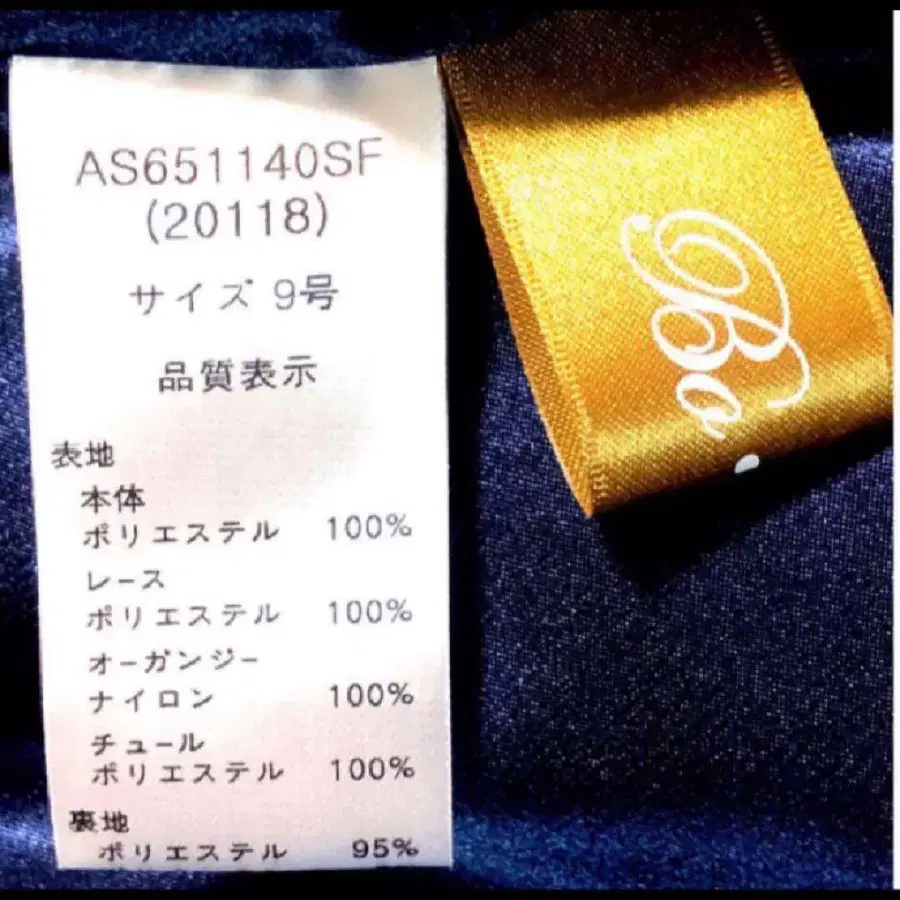 AS651140SF
(20118)
サイズ 9号
品質表示
表地
本体
ポリエステル 100%
レース
ポリエステル 100%
オーガンジー
ナイロン 100%
チュール
ポリエステル 100%
裏地
ポリエステル 95%
Bo